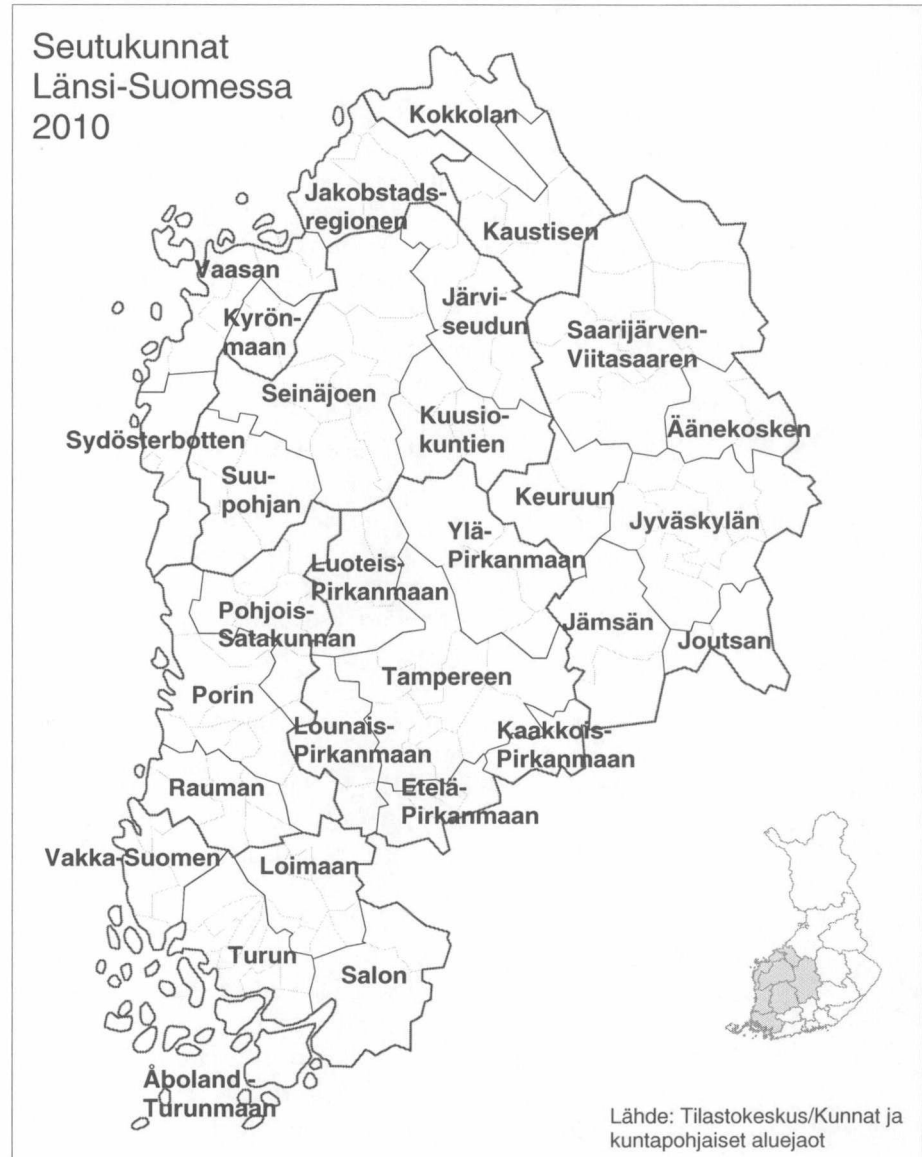 Seutukunnat
Länsi-Suomessa
2010
Kokkolan
Jakobstads-
regionen
Kaustisen
Vaasan
Kyrön-
maan
Järvi-
seudun
Saarijärven-
Viitasaaren
Seinäjoen
Kuusio-
kuntien
Äänekosken
Sydösterbotten
Suu-
pohjan
Keuruun
Jyväskylän
Ylä-
Pirkanmaan
Luoteis-
Pirkanmaan
Pohjois-
Satakunnan
Jämsän
Joutsan
Tampereen
Porin
Lounais-
Pirkanmaan
Kaakkois-
Pirkanmaan
Rauman
Etelä-
Pirkanmaan
Vakka-Suomen
Loimaan
Turun
Salon
Åboland -
Turunmaan
Lähde: Tilastokeskus/Kunnat ja
kuntapohjaiset aluejaot